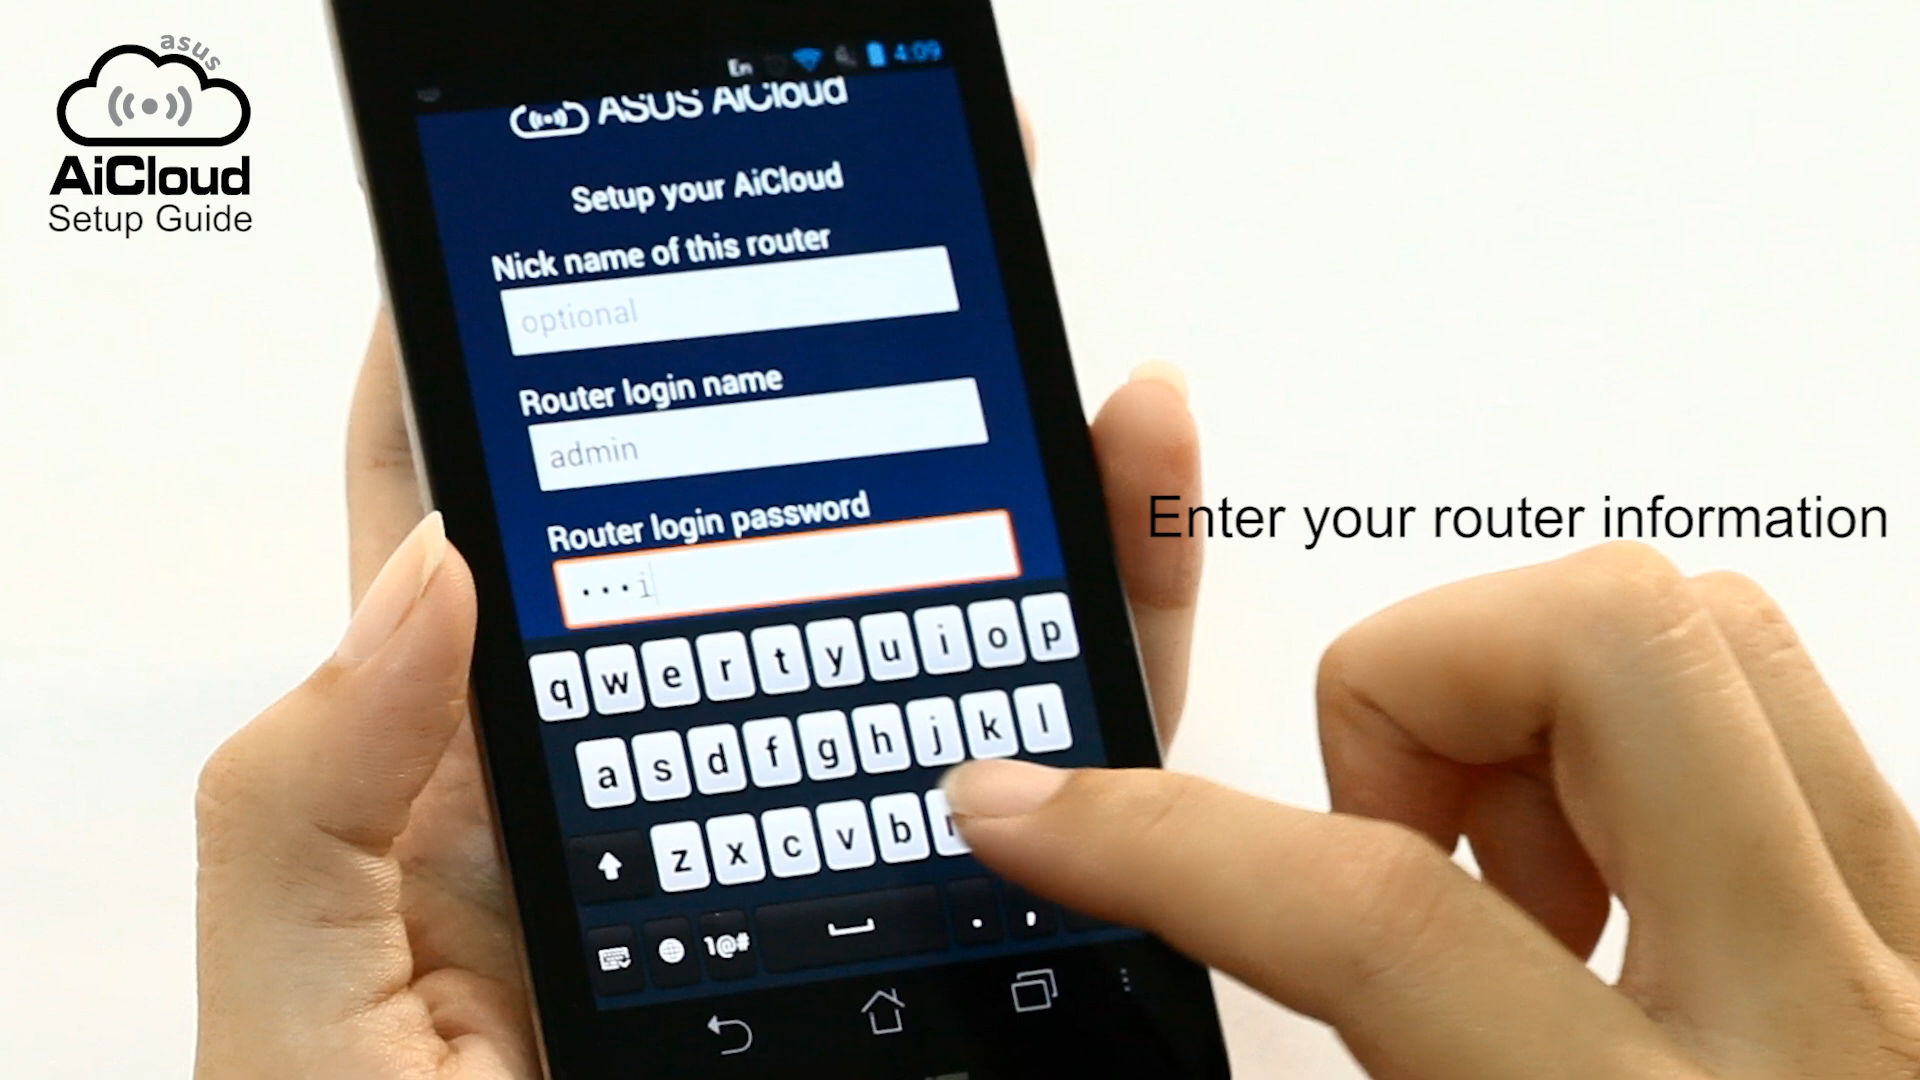 asus
AiCloud
Setup Guide
En 4:09
ASUS AiCloud
Setup your AiCloud
Nick name of this router
optional
Router login name
admin
Router login password
•••i
Enter your router information
q w e r t y u i o p
a s d f g h j k l
z x c v b
1@# . ,